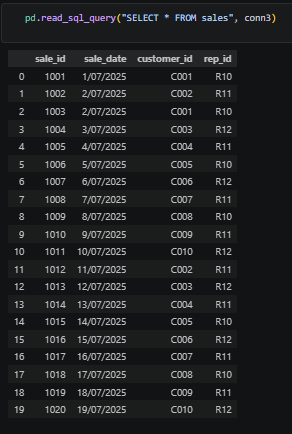 pd.read_sql_query("SELECT * FROM sales", conn3)
sale_id sale_date customer_id rep_id
0 1001 1/07/2025 C001 R10
1 1002 2/07/2025 C002 R11
2 1003 2/07/2025 C001 R10
3 1004 3/07/2025 C003 R12
4 1005 4/07/2025 C004 R11
5 1006 5/07/2025 C005 R10
6 1007 6/07/2025 C006 R12
7 1008 7/07/2025 C007 R11
8 1009 8/07/2025 C008 R10
9 1010 9/07/2025 C009 R11
10 1011 10/07/2025 C010 R12
11 1012 11/07/2025 C002 R11
12 1013 12/07/2025 C003 R12
13 1014 13/07/2025 C004 R11
14 1015 14/07/2025 C005 R10
15 1016 15/07/2025 C006 R12
16 1017 16/07/2025 C007 R11
17 1018 17/07/2025 C008 R10
18 1019 18/07/2025 C009 R11
19 1020 19/07/2025 C010 R12